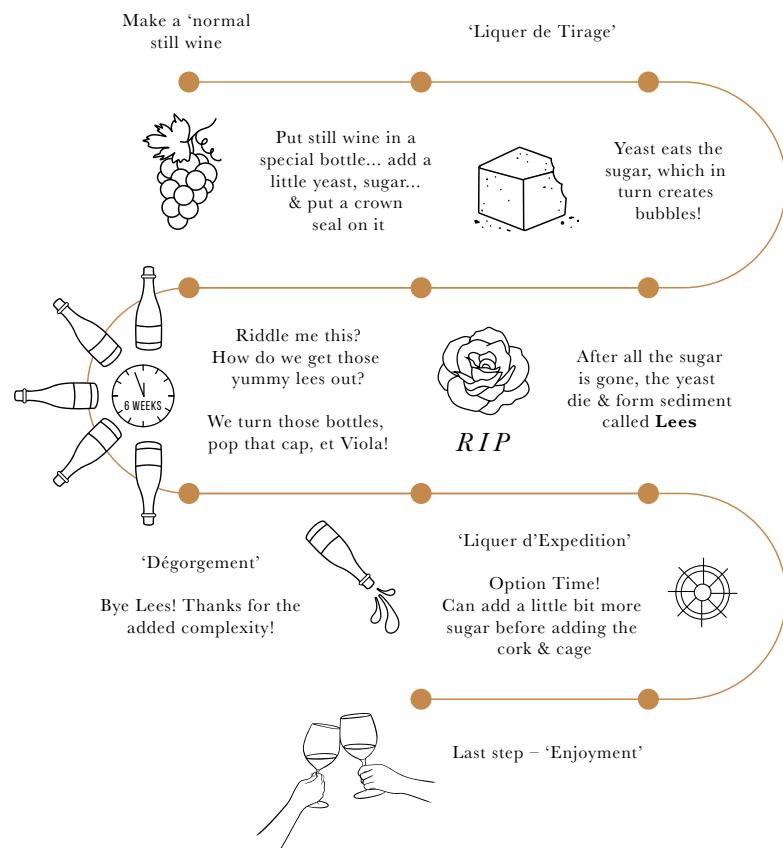 Make a ‘normal
still wine
‘Liquer de Tirage’
Put still wine in a
special bottle... add a
little yeast, sugar...
& put a crown
seal on it
Yeast eats the
sugar, which in
turn creates
bubbles!
After all the sugar
is gone, the yeast
die & form sediment
called Lees
RIP
Riddle me this?
How do we get those
yummy lees out?
We turn those bottles,
pop that cap, et Viola!
6 WEEKS
‘Dégorgement’
Bye Lees! Thanks for the
added complexity!
‘Liquer d’Expedition’
Option Time!
Can add a little bit more
sugar before adding the
cork & cage
Last step – ‘Enjoyment’